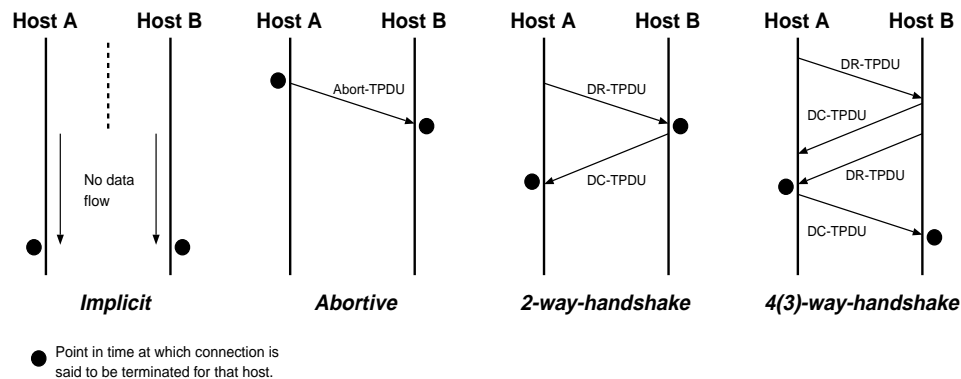 Host A Host B Host A Host B Host A Host B Host A Host B
DR-TPDU
Abort-TPDU DR-TPDU
DC-TPDU
No data
flow
DR-TPDU
DC-TPDU
DC-TPDU
Implicit Abortive 2-way-handshake 4(3)-way-handshake
Point in time at which connection is
said to be terminated for that host.